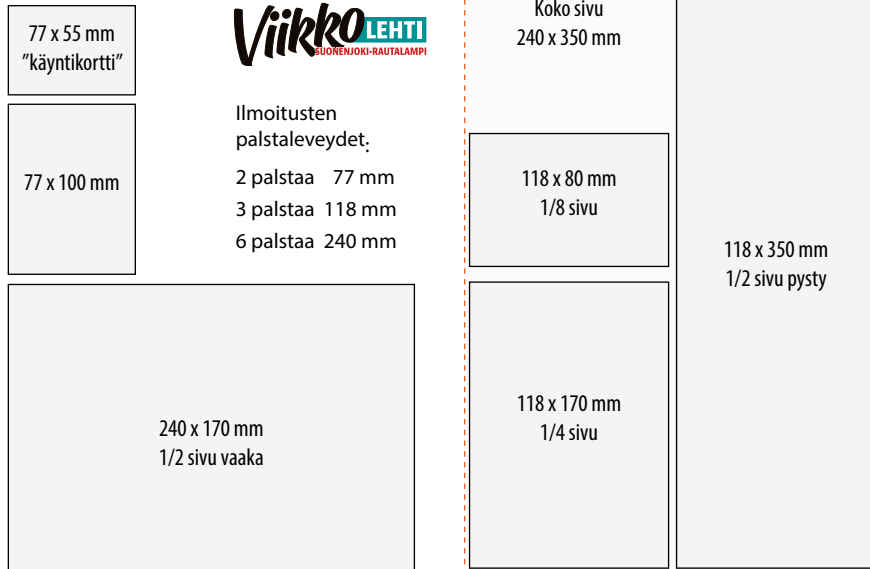 77 x 55 mm
”käyntikortti”
77 x 100 mm
Viikko LEHTI
SUONENJOKI-RAUTALAMPI
Ilmoitusten
palstaleveydet:
2 palstaa 77 mm
3 palstaa 118 mm
6 palstaa 240 mm
240 x 170 mm
1/2 sivu vaaka
Koko sivu
240 x 350 mm
118 x 80 mm
1/8 sivu
118 x 170 mm
1/4 sivu
118 x 350 mm
1/2 sivu pysty